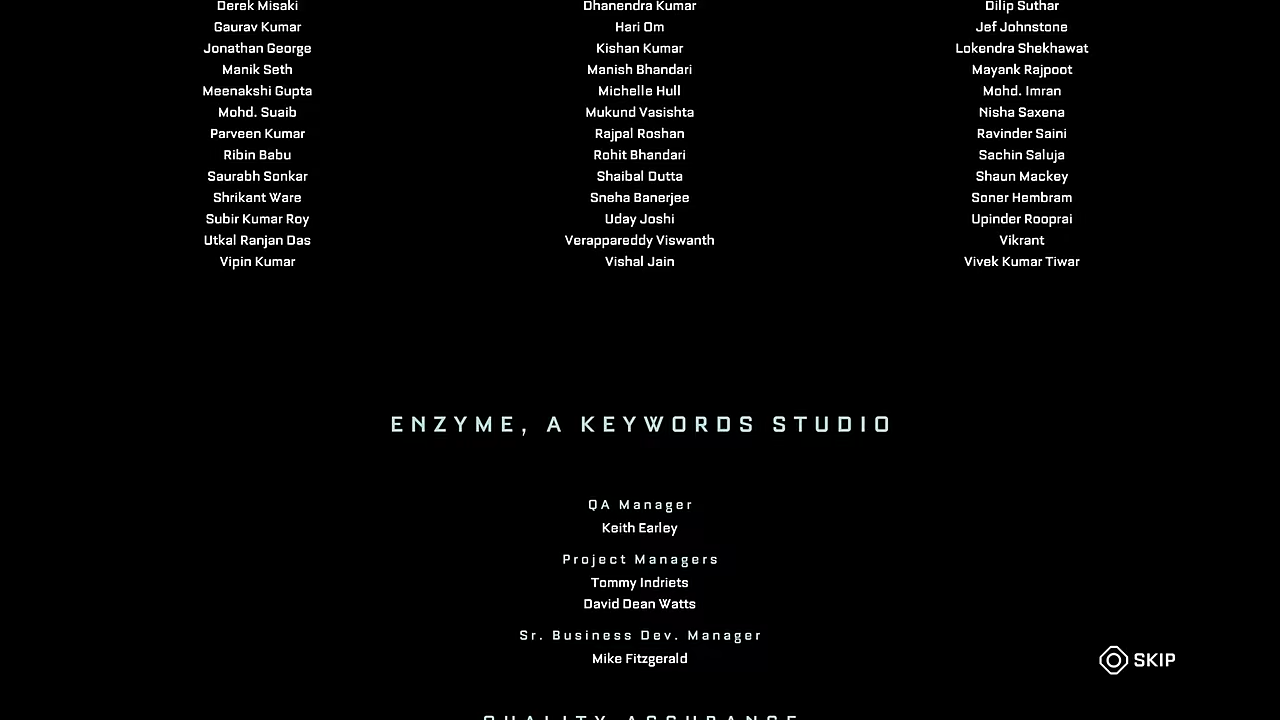 Derek Misaki Dhanendra Kumar Dilip Suthar
Gaurav Kumar Hari Om Jef Johnstone
Jonathan George Kishan Kumar Lokendra Shekhawat
Manik Seth Manish Bhandari Mayank Rajpoot
Meenakshi Gupta Michelle Hull Mohd. Imran
Mohd. Suaib Mukund Vasishta Nisha Saxena
Parveen Kumar Rajpal Roshan Ravinder Saini
Ribin Babu Rohit Bhandari Sachin Saluja
Saurabh Sonkar Shaibal Dutta Shaun Mackey
Shrikant Ware Sneha Banerjee Soner Hembram
Subir Kumar Roy Uday Joshi Upinder Rooprai
Utkal Ranjan Das Verappareddy Viswanth Vikrant
Vipin Kumar Vishal Jain Vivek Kumar Tiwar
ENZYME, A KEYWORDS STUDIO
QA Manager
Keith Earley
Project Managers
Tommy Indriets
David Dean Watts
Sr. Business Dev. Manager
Mike Fitzgerald
SKIP
QUALITY ASSURANCE